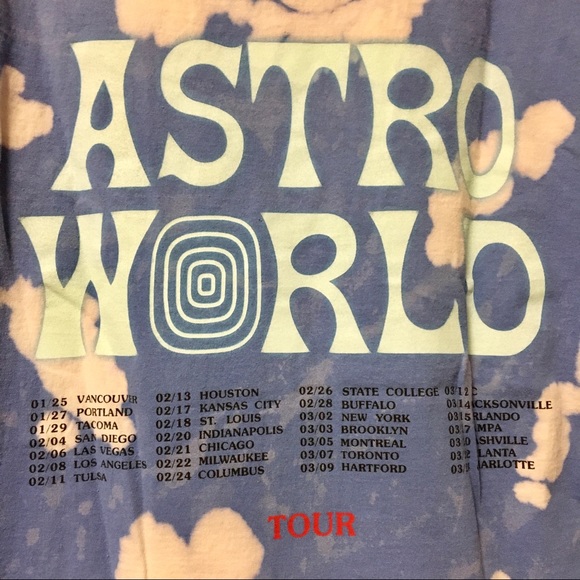 ASTRO
WORLD
01/25 VANCOUVER
01/27 PORTLAND
01/29 TACOMA
02/04 SAN DIEGO
02/06 LAS VEGAS
02/08 LOS ANGELES
02/11 TULSA
02/13 HOUSTON
02/17 KANSAS CITY
02/18 ST. LOUIS
02/20 INDIANAPOLIS
02/21 CHICAGO
02/22 MILWAUKEE
02/24 COLUMBUS
02/26 STATE COLLEGE
02/28 BUFFALO
03/02 NEW YORK
03/03 BROOKLYN
03/05 MONTREAL
03/07 TORONTO
03/09 HARTFORD
03/12
TOUR